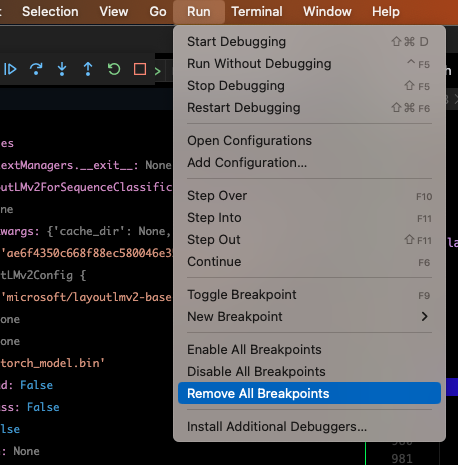 Selection View Go Run Terminal Window Help
Start Debugging ⇧⌘ D
Run Without Debugging ⌃ F5
Stop Debugging ⇧ F5
Restart Debugging ⇧⌘ F6
Open Configurations
Add Configuration...
Step Over F10
Step Into F11
Step Out ⇧ F11
Continue F6
Toggle Breakpoint F9
New Breakpoint >
Enable All Breakpoints
Disable All Breakpoints
Remove All Breakpoints
Install Additional Debuggers...
es
extManagers.__exit__: None
outLMv2ForSequenceClassific
one
wargs: {'cache_dir': None,
'ae6f4350c668f88ec580046e3
tLMv2Config {
'microsoft/layoutlmv2-base
one
one
torch_model.bin'
d: False
ss: False
alse
: None
981